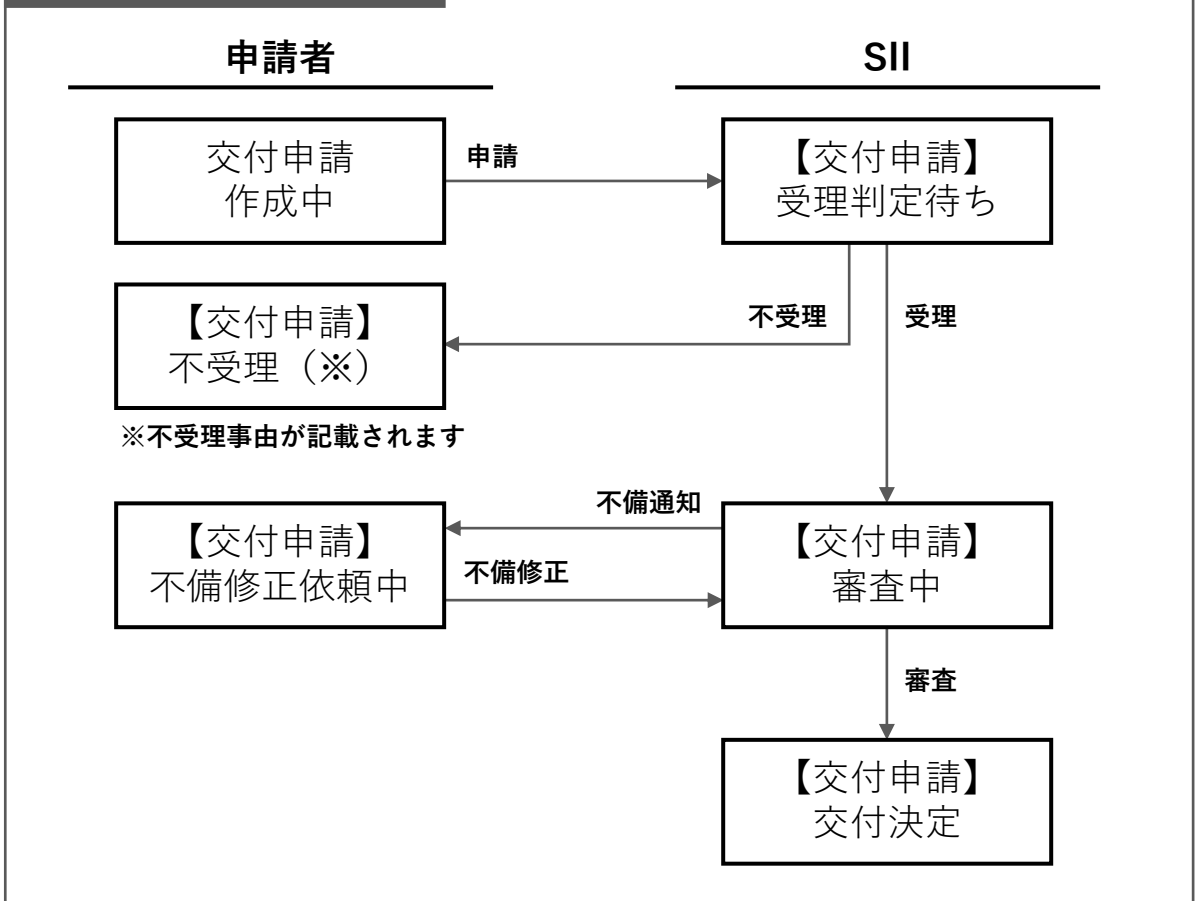 申請者
SII
交付申請
作成中
申請
【交付申請】
受理判定待ち
不受理
受理
【交付申請】
不受理（※）
※不受理事由が記載されます
不備通知
【交付申請】
不備修正依頼中
不備修正
【交付申請】
審査中
審査
【交付申請】
交付決定